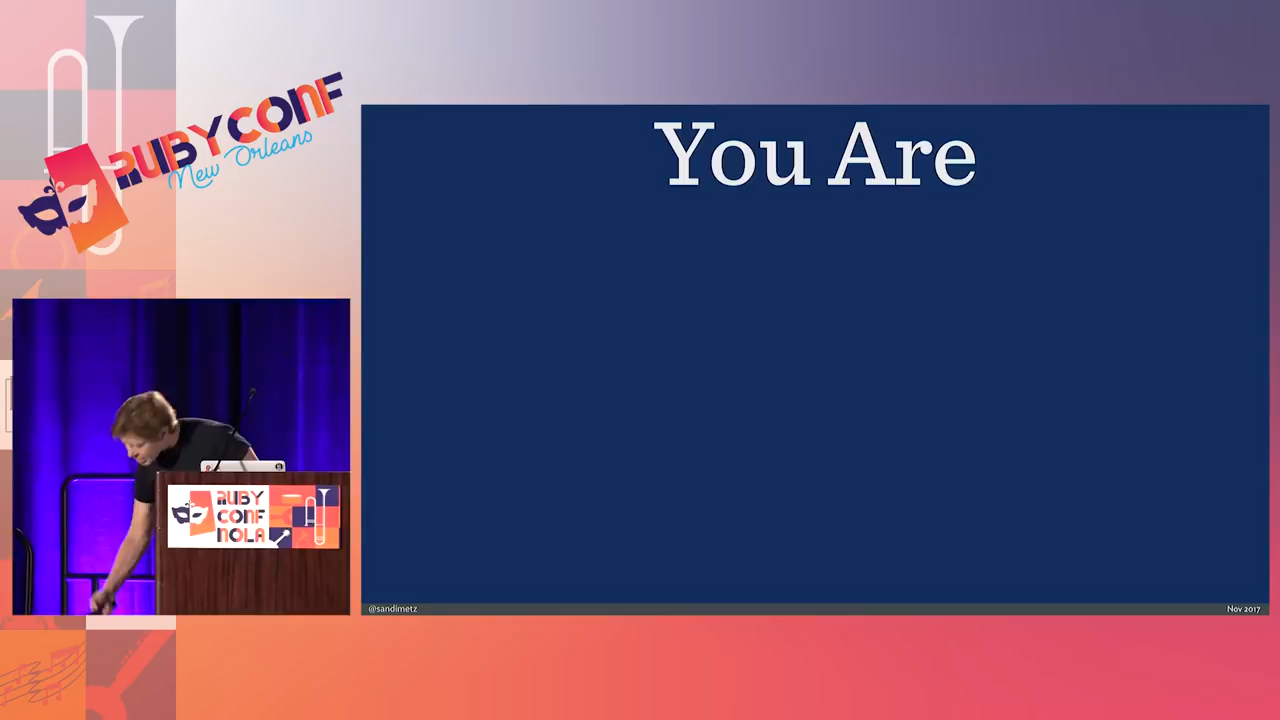 RUBYCONF
New Orleans
You Are
RUBY
CONF
NOLA
@sandimetz
Nov 2017